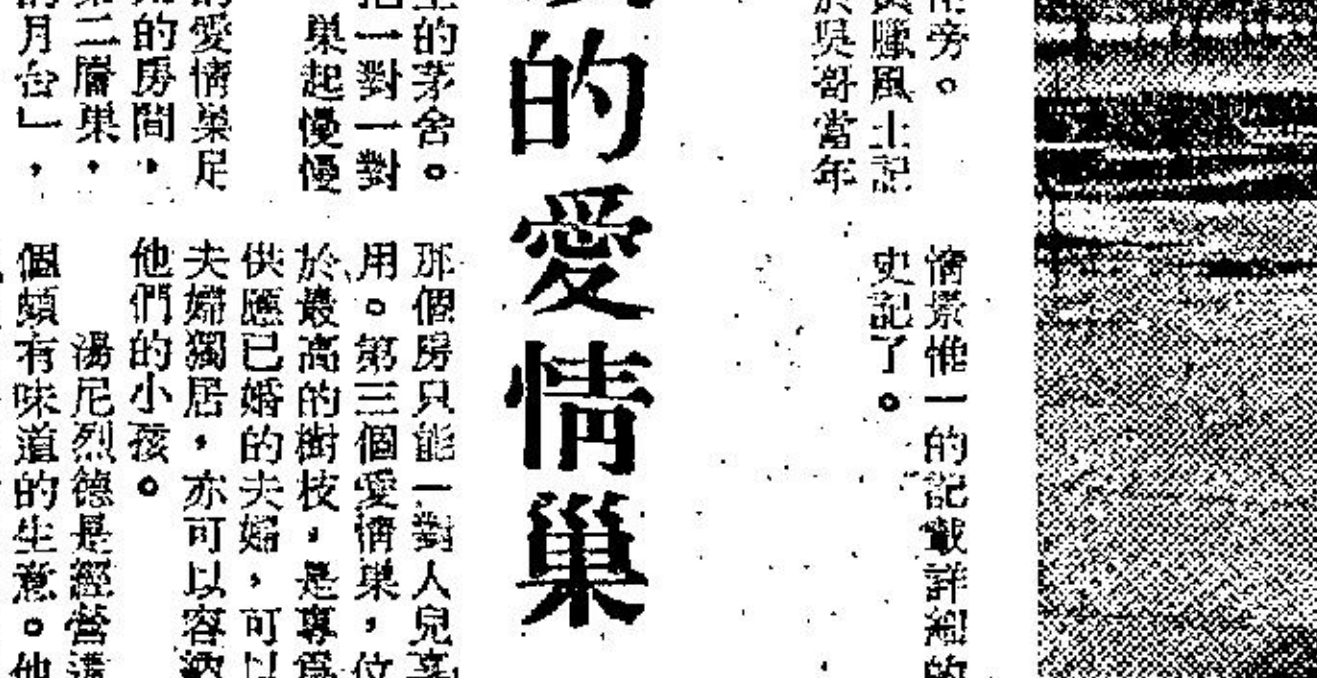 旁。
臘風土記
吳哥當年
情景惟一的記載詳細的
史記了。
的愛情巢
的茅舍。
一對一對
巢起慢慢
愛情巢足
的房間，
二層巢，
月台」，
那個房只能一對人兒享
用。第三個愛情巢，位
於最高的樹枝，是專爲
供應已婚的夫婦，可以
夫婦獨居，亦可以容納
他們的小孩。
湯尼烈德是經營這
個頗有味道的生意。他